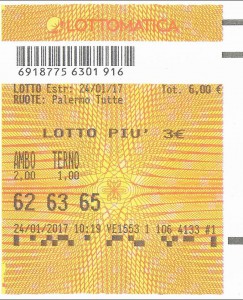 LOTTOMATICA
6918775 6301 916
LOTTO Estr: 24/01/17 Tot. 6,00 €
RUOTE: Palermo Tutte
LOTTO PIU' 3€
AMBO TERNO
2,00 1,00
62 63 65
24/01/2017 10:19 VE1553 1 106 4133 #1